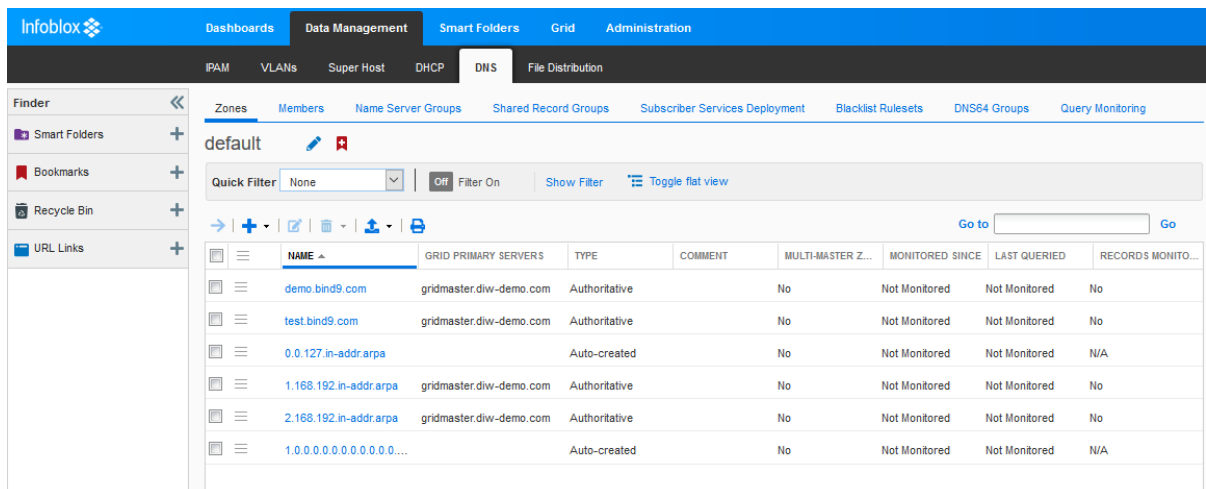 Infoblox
Dashboards Data Management Smart Folders Grid Administration
IPAM VLANs Super Host DHCP DNS File Distribution
Finder
Smart Folders
Bookmarks
Recycle Bin
URL Links
Zones Members Name Server Groups Shared Record Groups Subscriber Services Deployment Blacklist Rulesets DNS64 Groups Query Monitoring
default
Quick Filter None Off Filter On Show Filter Toggle flat view
Go to Go
NAME GRID PRIMARY SERVERS TYPE COMMENT MULTI-MASTER Z... MONITORED SINCE LAST QUERIED RECORDS MONITO...
demo.bind9.com gridmaster.diw-demo.com Authoritative No Not Monitored Not Monitored No
test.bind9.com gridmaster.diw-demo.com Authoritative No Not Monitored Not Monitored No
0.0.127.in-addr.arpa Auto-created No Not Monitored Not Monitored N/A
1.168.192.in-addr.arpa gridmaster.diw-demo.com Authoritative No Not Monitored Not Monitored No
2.168.192.in-addr.arpa gridmaster.diw-demo.com Authoritative No Not Monitored Not Monitored No
1.0.0.0.0.0.0.0.0.0.0.... Auto-created No Not Monitored Not Monitored N/A